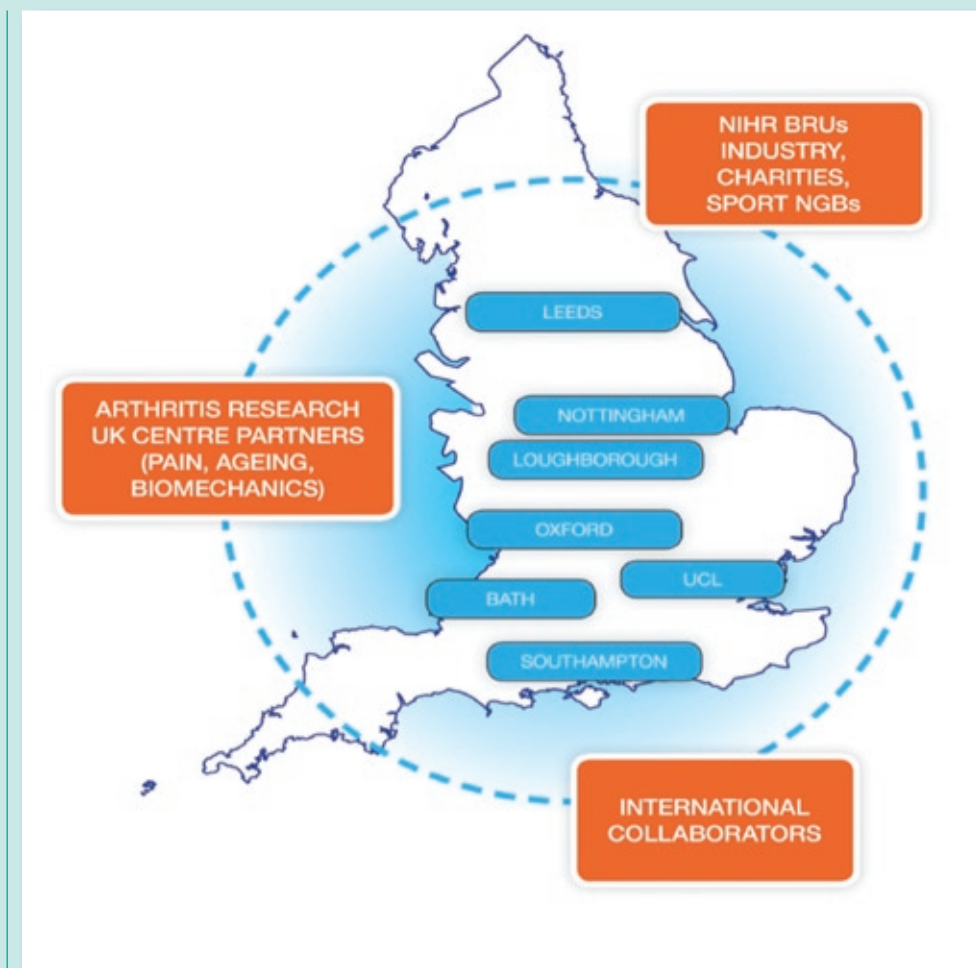 NIHR BRUs
INDUSTRY,
CHARITIES,
SPORT NGBs
LEEDS
ARTHRITIS RESEARCH
UK CENTRE PARTNERS
(PAIN, AGEING,
BIOMECHANICS)
NOTTINGHAM
LOUGHBOROUGH
OXFORD
UCL
BATH
SOUTHAMPTON
INTERNATIONAL
COLLABORATORS